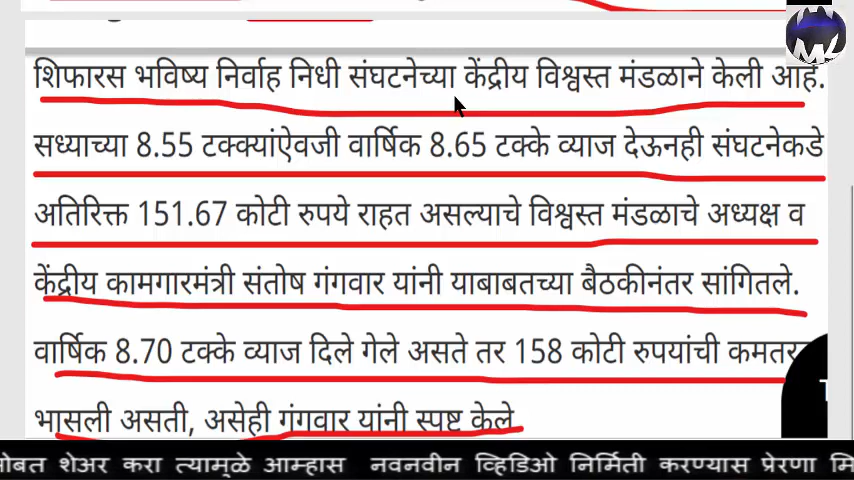 शिफारस भविष्य निर्वाह निधी संघटनेच्या केंद्रीय विश्वस्त मंडळाने केली आहे.
सध्याच्या 8.55 टक्क्यांऐवजी वार्षिक 8.65 टक्के व्याज देऊनही संघटनेकडे
अतिरिक्त 151.67 कोटी रुपये राहत असल्याचे विश्वस्त मंडळाचे अध्यक्ष व
केंद्रीय कामगारमंत्री संतोष गंगवार यांनी याबाबतच्या बैठकीनंतर सांगितले.
वार्षिक 8.70 टक्के व्याज दिले गेले असते तर 158 कोटी रुपयांची कमतर
भासली असती, असेही गंगवार यांनी स्पष्ट केले
शेअर करा त्यामूळे आम्हास नवनवीन व्हिडिओ निर्मिती करण्यास प्रेरणा